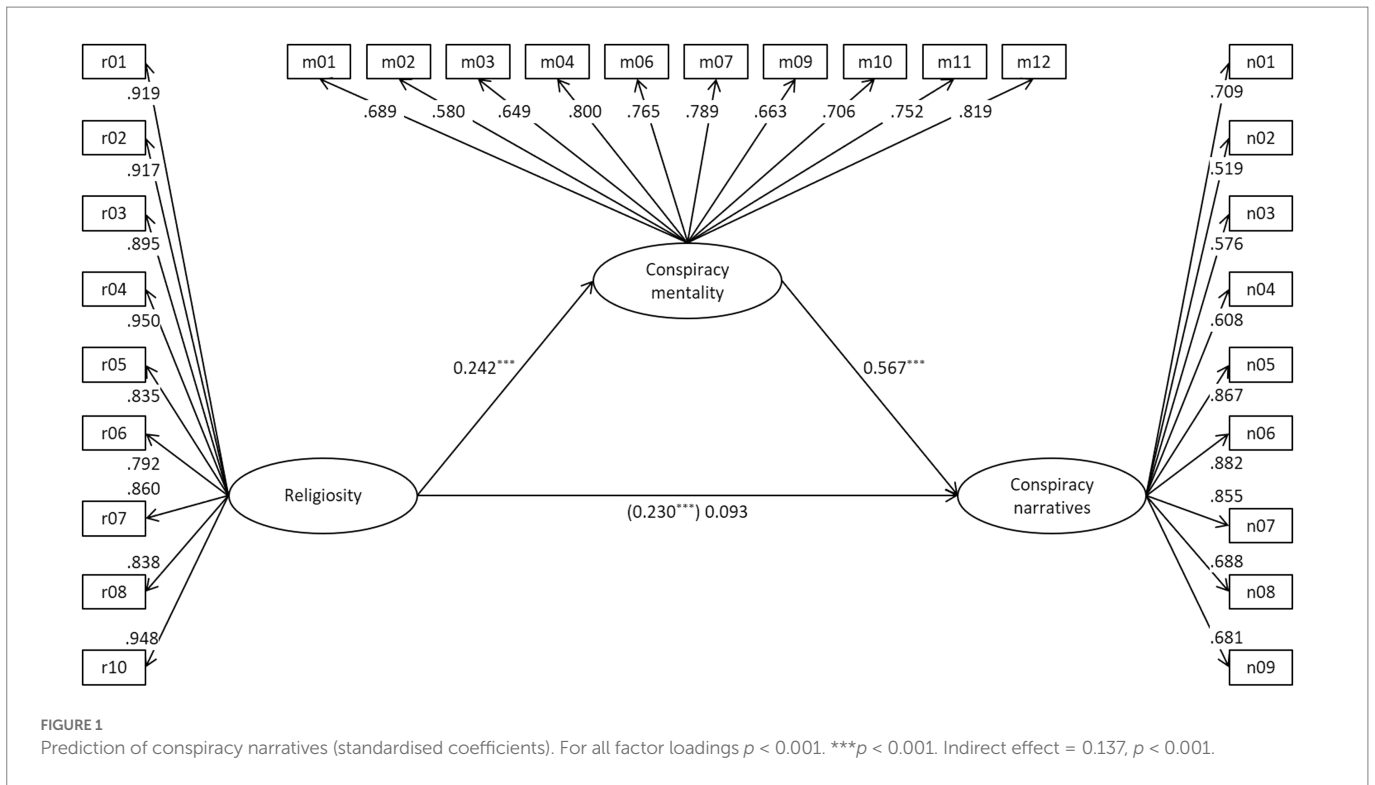 r01
m01
m02
m03
m04
m06
m07
m09
m10
m11
m12
n01
.919
.689
.580
.649
.800
.765
.789
.663
.706
.752
.819
.709
r02
n02
.917
.519
r03
n03
.895
.576
Conspiracy
mentality
r04
n04
.950
.608
r05
0.242***
0.567***
n05
.835
.867
r06
n06
.792
.882
.860
Religiosity
Conspiracy
narratives
.855
r07
(0.230***) 0.093
n07
.838
.688
r08
n08
.948
.681
r10
n09
FIGURE 1
Prediction of conspiracy narratives (standardised coefficients). For all factor loadings p < 0.001. ***p < 0.001. Indirect effect = 0.137, p < 0.001.